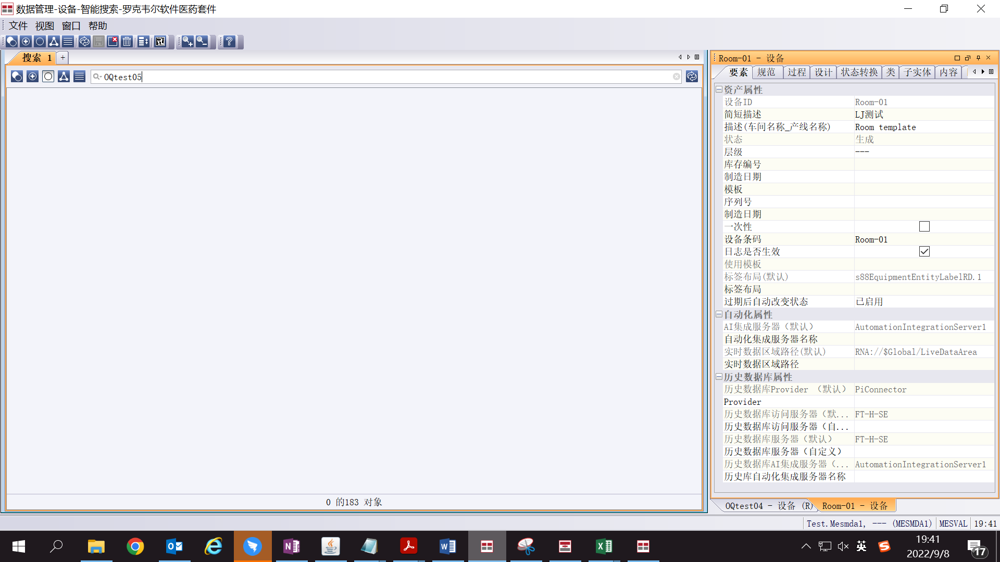 数据管理-设备-智能搜索-罗克韦尔软件医药套件
文件 视图 窗口 帮助
搜索 1 +
OQtest05
0 的183 对象
Room-01 - 设备
要素 规范 过程 设计 状态转换 类 子实体 内容
资产属性
设备ID Room-01
简短描述 LJ测试
描述(车间名称_产线名称) Room template
状态 生成
层级 ---
库存编号
制造日期
模板
序列号
制造日期
一次性
设备条码 Room-01
日志是否生效
使用模板
标签布局(默认) s88EquipmentEntityLabelRD.1
标签布局
过期后自动改变状态 已启用
自动化属性
AI集成服务器（默认） AutomationIntegrationServer1
自动化集成服务器名称
实时数据区域路径(默认) RNA://$Global/LiveDataArea
实时数据区域路径
历史数据库属性
历史数据库Provider （默认） PiConnector
Provider
历史数据库访问服务器（默... FT-H-SE
历史数据库访问服务器（自...
历史数据库服务器（默认） FT-H-SE
历史数据库服务器（自定义）
历史数据库AI集成服务器（... AutomationIntegrationServer1
历史库自动化集成服务器名称
OQtest04 - 设备 (R) Room-01 - 设备
Test.Mesmda1, --- (MESMDA1) MESVAL 19:41
英
19:41
2022/9/8
17